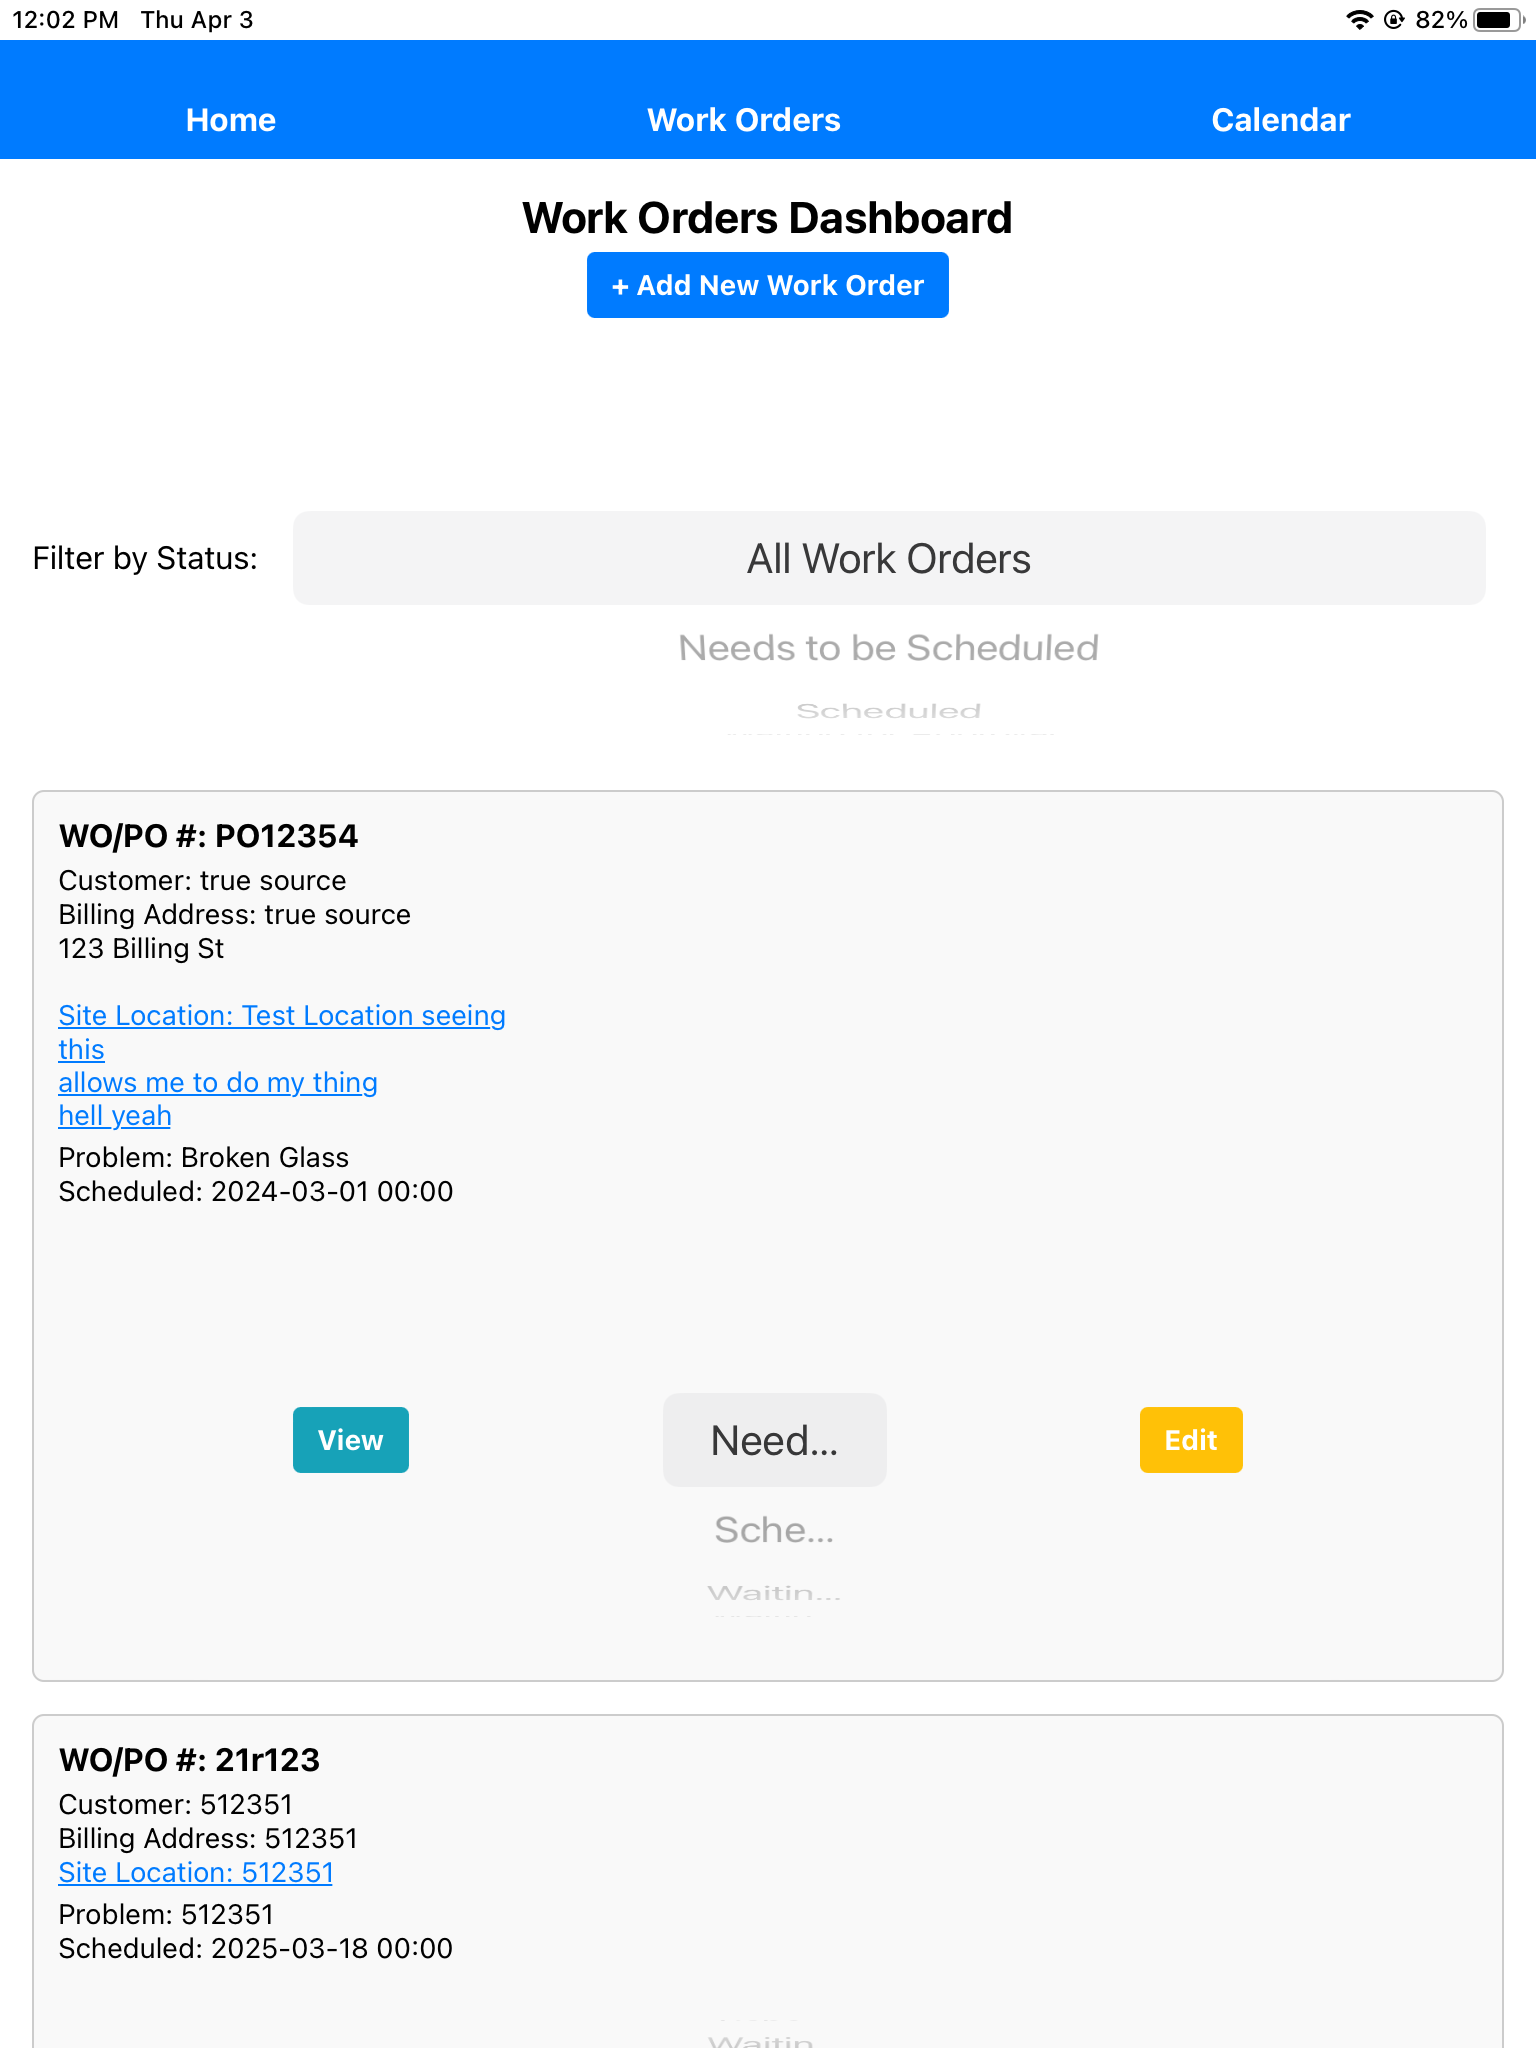 12:02 PM Thu Apr 3
82%
Home
Work Orders
Calendar
Work Orders Dashboard
+ Add New Work Order
Filter by Status:
All Work Orders
Needs to be Scheduled
Scheduled
WO/PO #: PO12354
Customer: true source
Billing Address: true source
123 Billing St
Site Location: Test Location seeing
this
allows me to do my thing
hell yeah
Problem: Broken Glass
Scheduled: 2024-03-01 00:00
View
Need...
Edit
Sche...
Waitin...
WO/PO #: 21r123
Customer: 512351
Billing Address: 512351
Site Location: 512351
Problem: 512351
Scheduled: 2025-03-18 00:00
Waitin